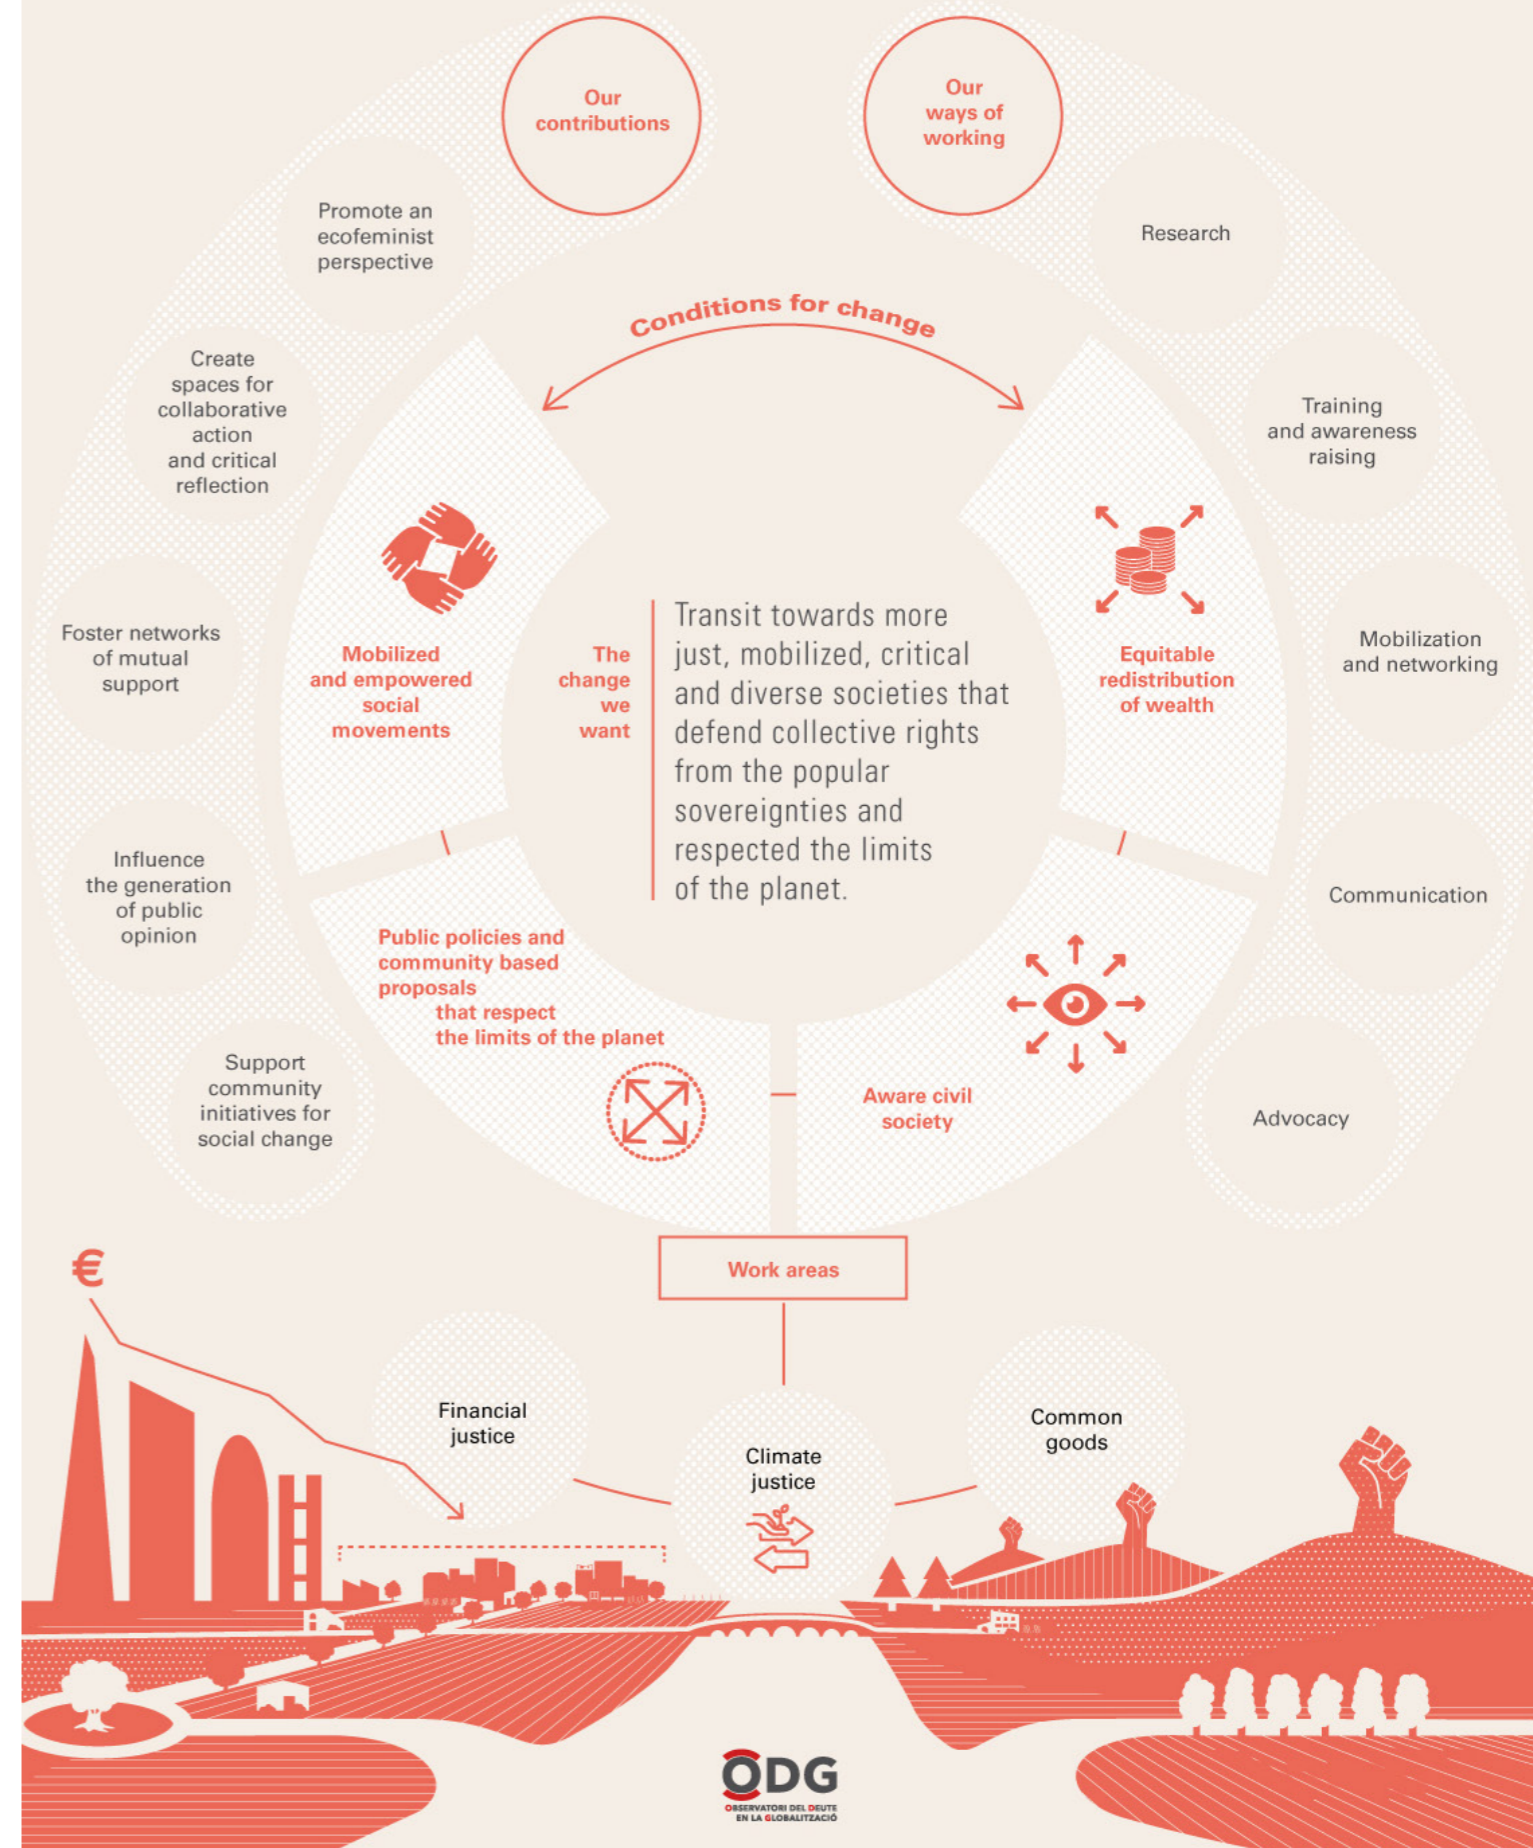 Our
contributions
Promote an
ecofeminist
perspective
Create
spaces for
collaborative
action
and critical
reflection
Foster networks
of mutual
support
Influence
the generation
of public
opinion
Support
community
initiatives for
social change
Our
ways of
working
Research
Training
and awareness
raising
Mobilization
and networking
Communication
Advocacy
Conditions for change
Mobilized
and empowered
social
movements
Equitable
redistribution
of wealth
Public policies and
community based
proposals
that respect
the limits of the planet
Aware civil
society
The
change
we
want
Transit towards more
just, mobilized, critical
and diverse societies that
defend collective rights
from the popular
sovereignties and
respected the limits
of the planet.
Work areas
€
Financial
justice
Climate
justice
Common
goods
ODG
OBSERVATORI DEL DEUTE
EN LA GLOBALITZACIÓ